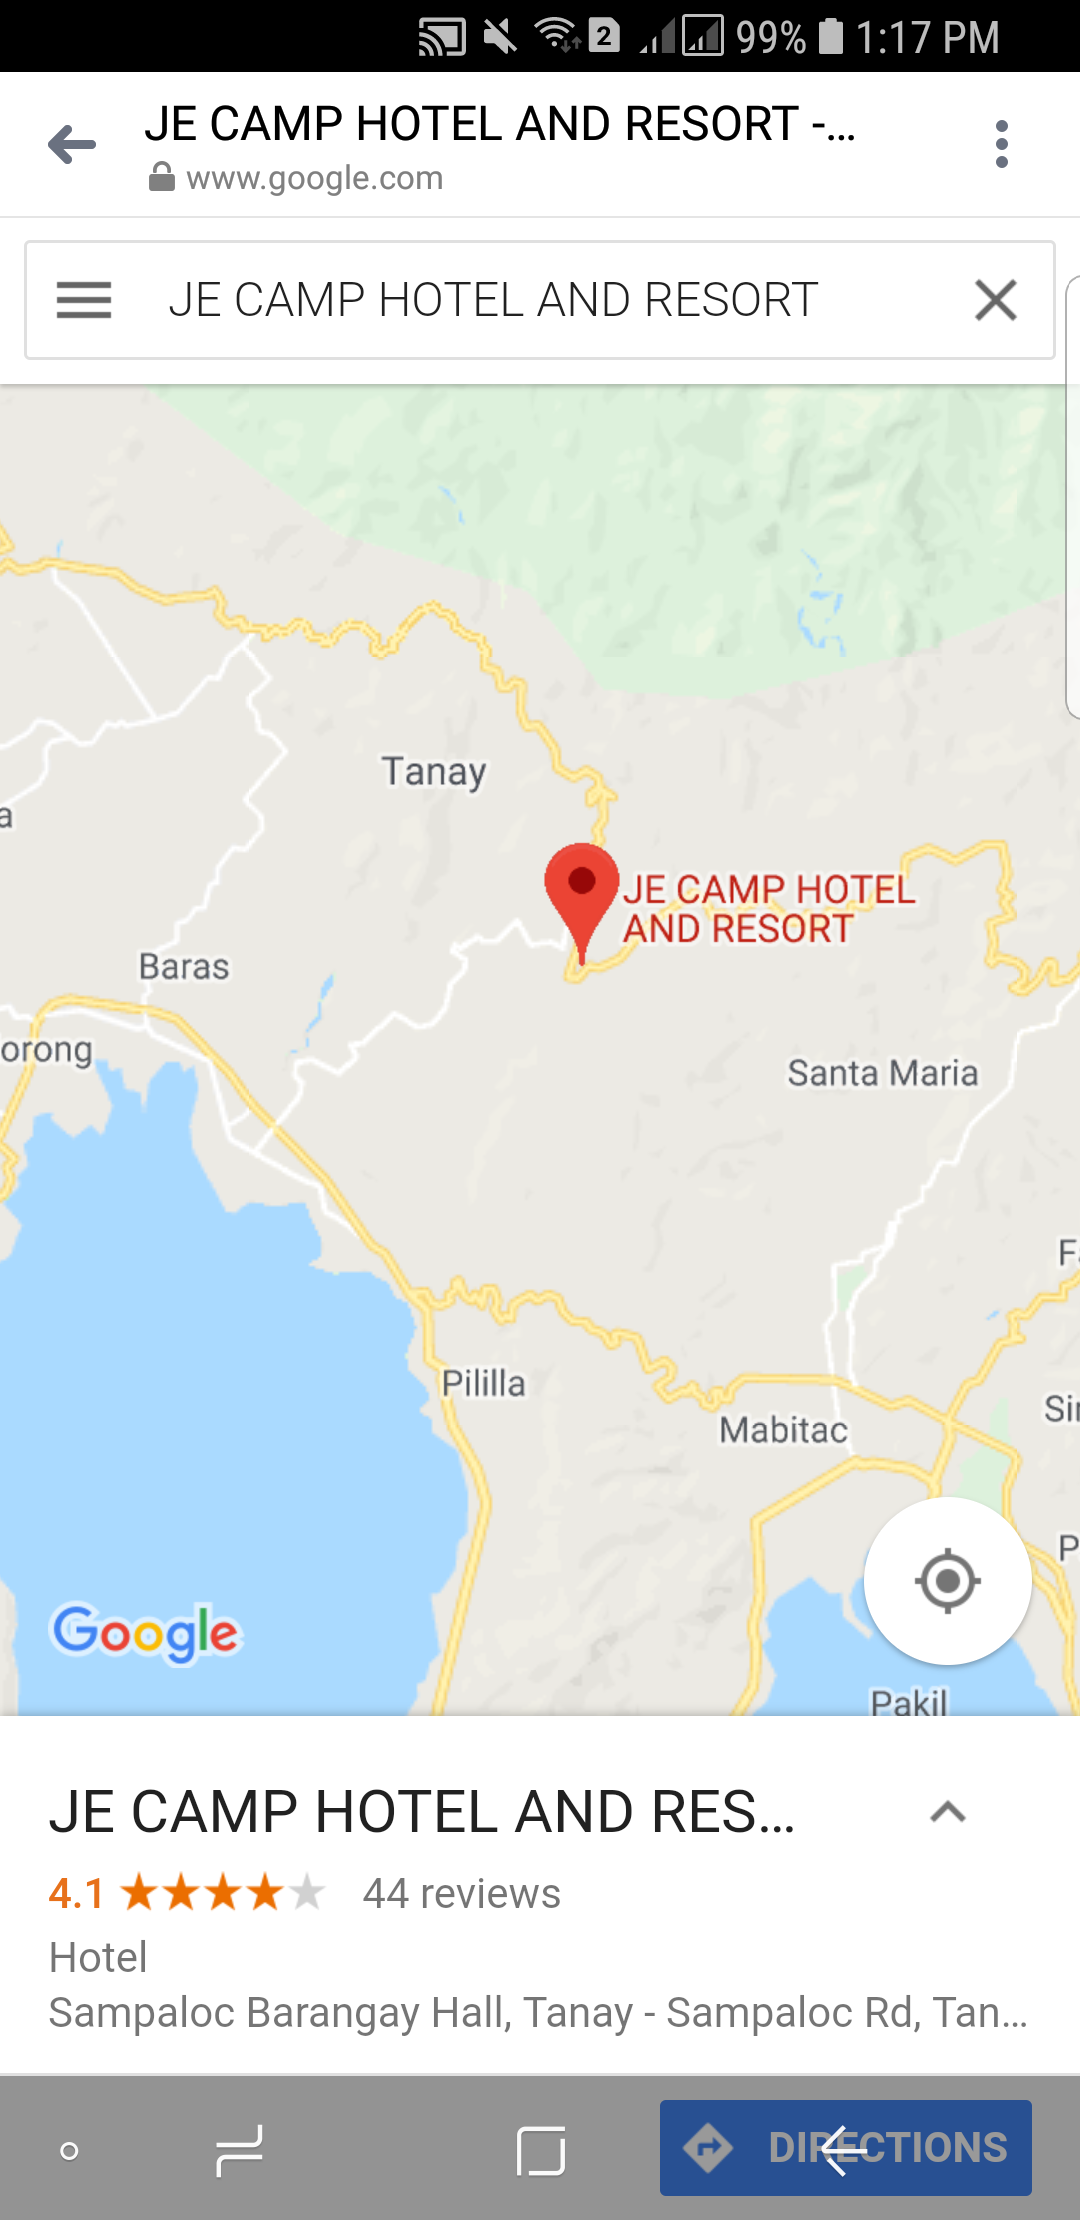 2 99% 1:17 PM
JE CAMP HOTEL AND RESORT -...
www.google.com
JE CAMP HOTEL AND RESORT
Tanay
a
JE CAMP HOTEL
AND RESORT
Baras
orong
Santa Maria
Fa
Pililla
Sin
Mabitac
P
Google
Pakil
JE CAMP HOTEL AND RES...
4.1 44 reviews
Hotel
Sampaloc Barangay Hall, Tanay - Sampaloc Rd, Tan...
DIRECTIONS